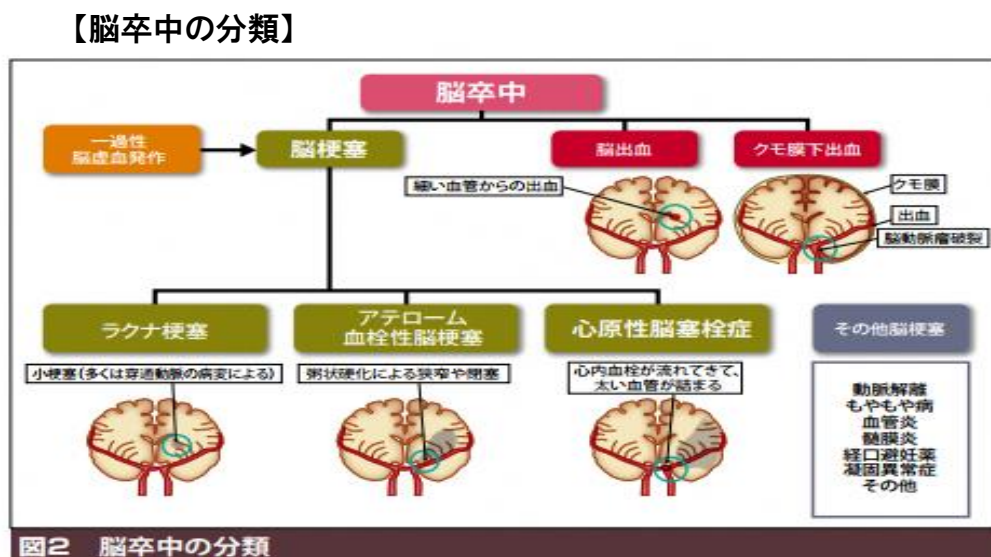 【脳卒中の分類】
脳卒中
一過性
脳虚血発作
脳梗塞
脳出血
クモ膜下出血
細い血管からの出血
クモ膜
出血
脳動脈瘤破裂
ラクナ梗塞
アテローム
血栓性脳梗塞
心原性脳塞栓症
その他脳梗塞
小梗塞(多くは穿通動脈の病変による)
粥状硬化による狭窄や閉塞
心内血栓が流れてきて、
太い血管が詰まる
動脈解離
もやもや病
血管炎
髄膜炎
経口避妊薬
凝固異常症
その他
図2 脳卒中の分類